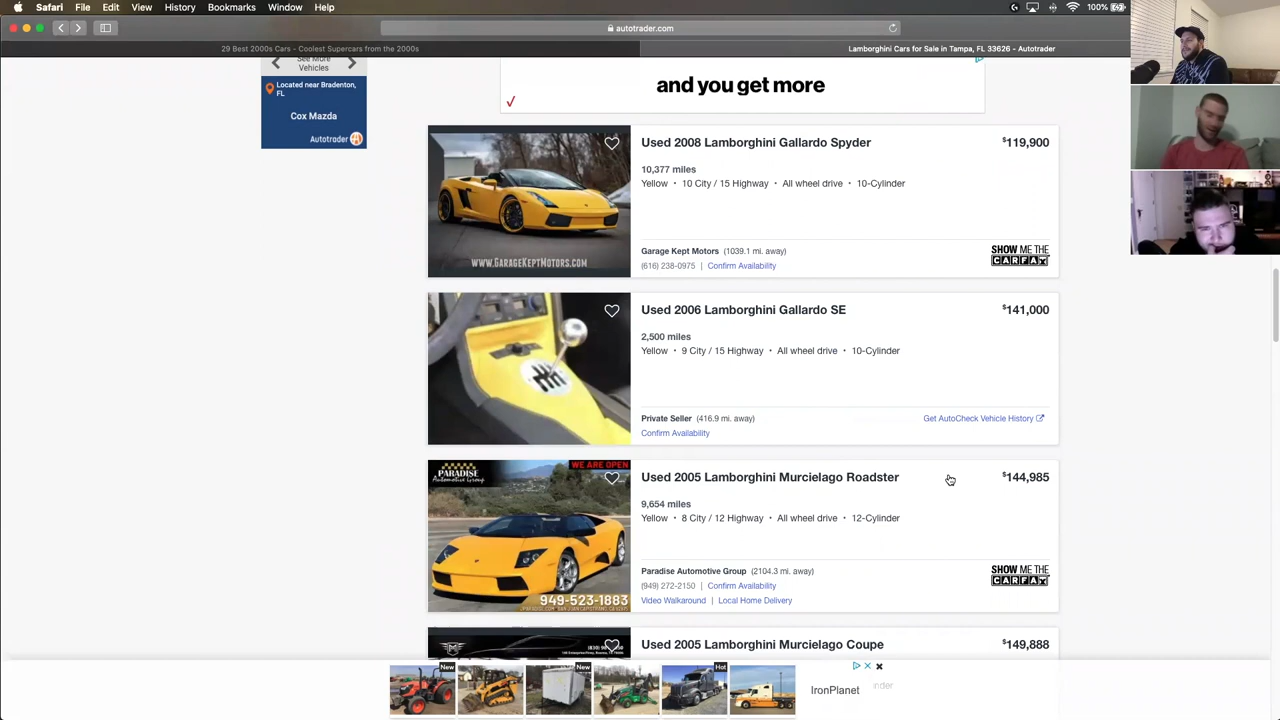 Safari File Edit View History Bookmarks Window Help
100%
autotrader.com
29 Best 2000s Cars - Coolest Supercars from the 2000s
Lamborghini Cars for Sale in Tampa, FL 33626 - Autotrader
See More
Vehicles
Located near Bradenton,
FL
Cox Mazda
Autotrader
and you get more
Used 2008 Lamborghini Gallardo Spyder
$119,900
10,377 miles
Yellow • 10 City / 15 Highway • All wheel drive • 10-Cylinder
WWW.GARAGEKEPTMOTORS.COM
Garage Kept Motors (1039.1 mi. away)
(616) 238-0975 | Confirm Availability
SHOW ME THE
CARFAX
Used 2006 Lamborghini Gallardo SE
$141,000
2,500 miles
Yellow • 9 City / 15 Highway • All wheel drive • 10-Cylinder
Private Seller (416.9 mi. away)
Get AutoCheck Vehicle History
Confirm Availability
PARADISE
WE ARE OPEN
Used 2005 Lamborghini Murcielago Roadster
$144,985
9,654 miles
Yellow • 8 City / 12 Highway • All wheel drive • 12-Cylinder
949-523-1883
Paradise Automotive Group (2104.3 mi. away)
(949) 272-2150 | Confirm Availability
Video Walkaround | Local Home Delivery
SHOW ME THE
CARFAX
Used 2005 Lamborghini Murcielago Coupe
$149,888
New
New
Hot
IronPlanet
nder